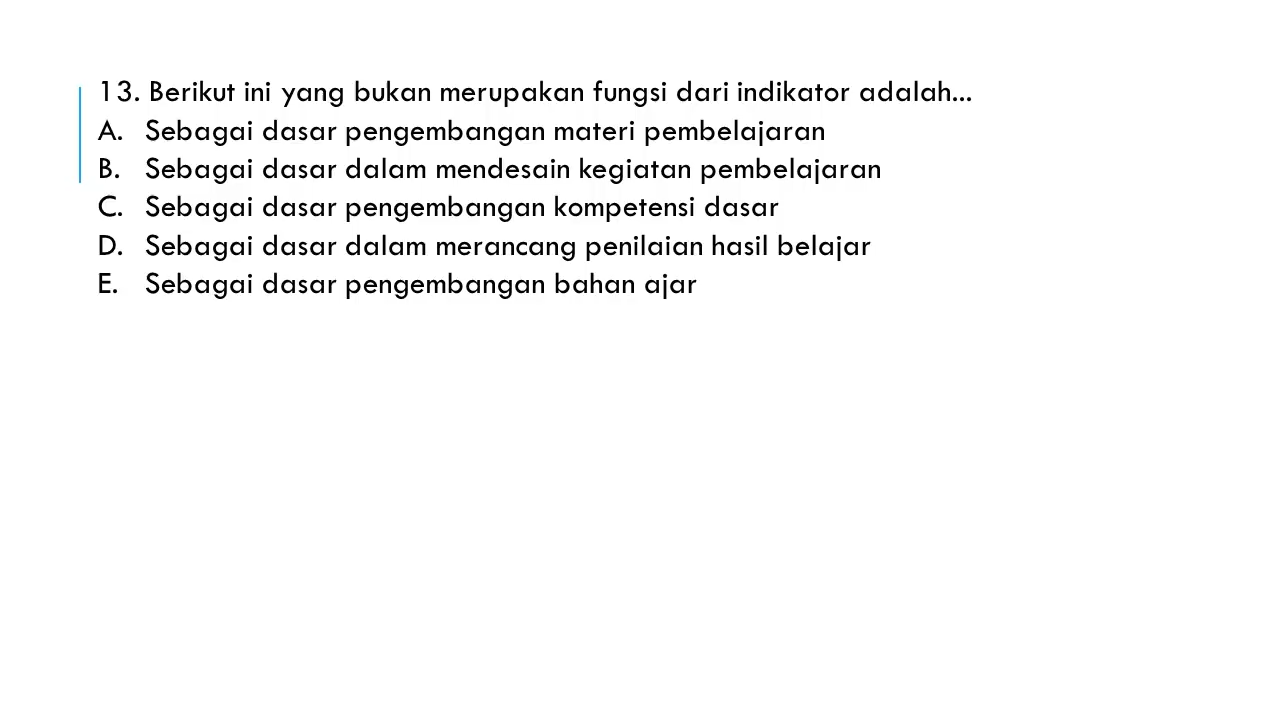 13. Berikut ini yang bukan merupakan fungsi dari indikator adalah...
A. Sebagai dasar pengembangan materi pembelajaran
B. Sebagai dasar dalam mendesain kegiatan pembelajaran
C. Sebagai dasar pengembangan kompetensi dasar
D. Sebagai dasar dalam merancang penilaian hasil belajar
E. Sebagai dasar pengembangan bahan ajar